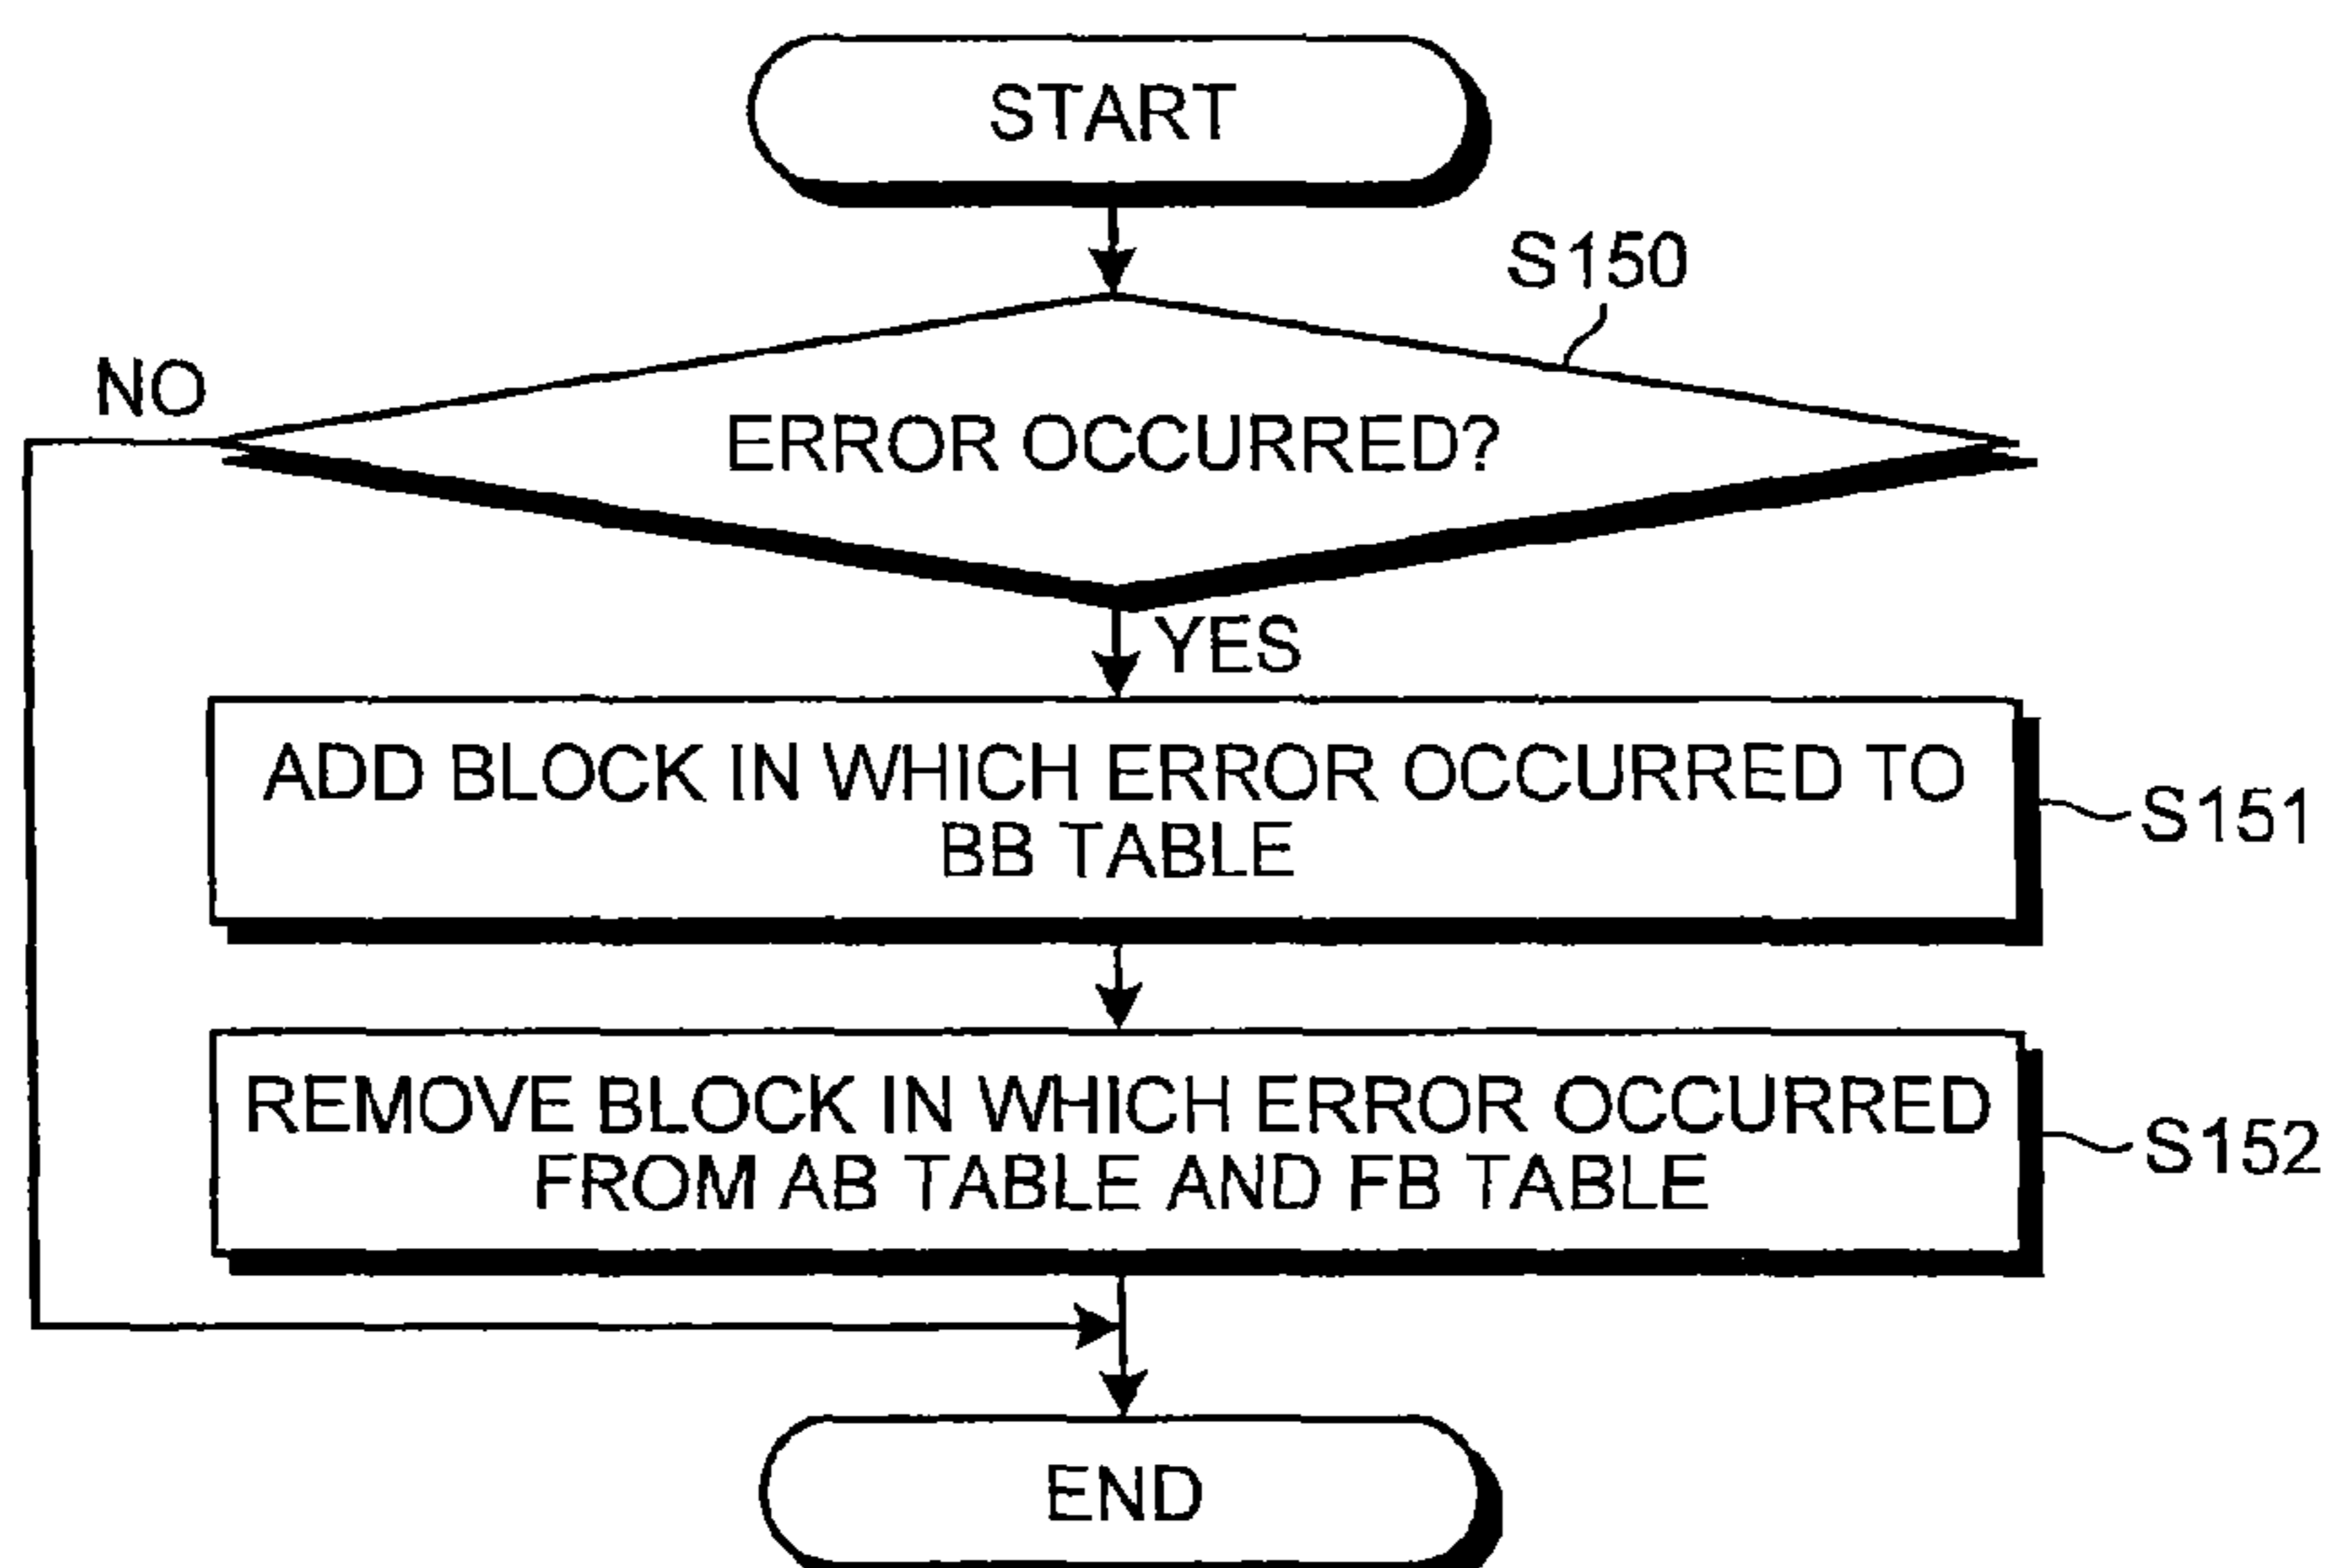 START
S150
NO
ERROR OCCURRED?
YES
ADD BLOCK IN WHICH ERROR OCCURRED TO
BB TABLE
S151
REMOVE BLOCK IN WHICH ERROR OCCURRED
FROM AB TABLE AND FB TABLE
S152
END